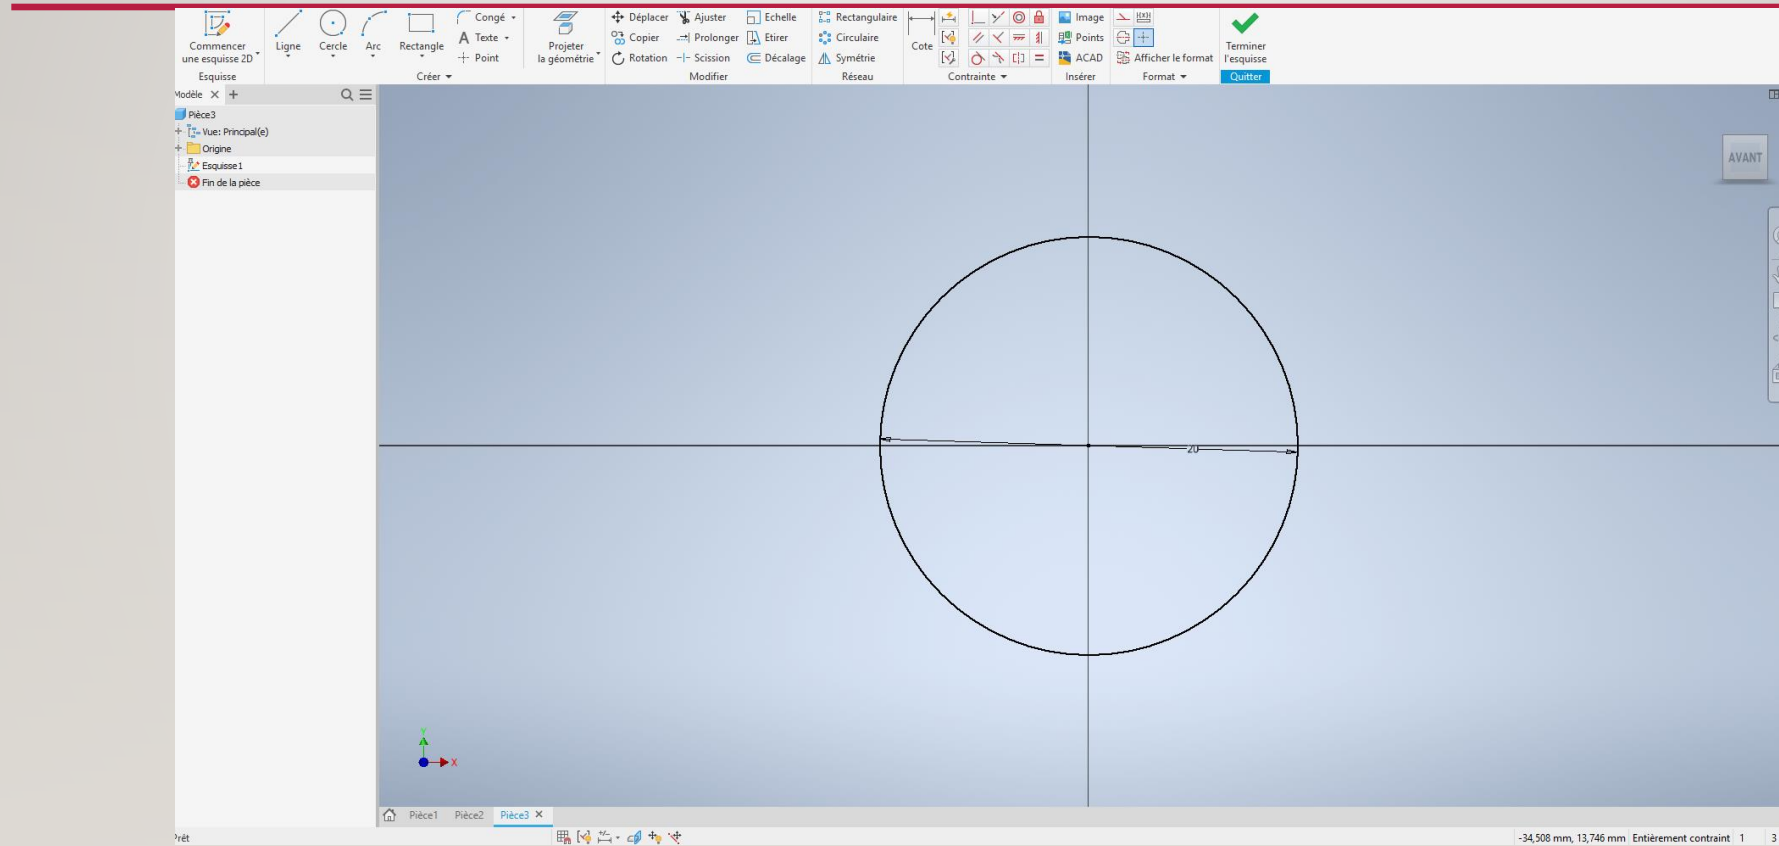 Commencer
une esquisse 2D
Ligne
Cercle
Arc
Rectangle
Congé
Texte
Point
Projeter
la géométrie
Déplacer
Ajuster
Echelle
Copier
Prolonger
Etirer
Rotation
Scission
Décalage
Rectangulaire
Circulaire
Symétrie
Cote
Image
Points
ACAD
Afficher le format
Terminer
l'esquisse
Esquisse
Créer
Modifier
Réseau
Contrainte
Insérer
Format
Quitter
Modèle
Pièce3
Vue: Principal(e)
Origine
Esquisse1
Fin de la pièce
AVANT
20
Y
X
Pièce1 Pièce2 Pièce3
Prêt
-34,508 mm, 13,746 mm Entièrement contraint 1 3